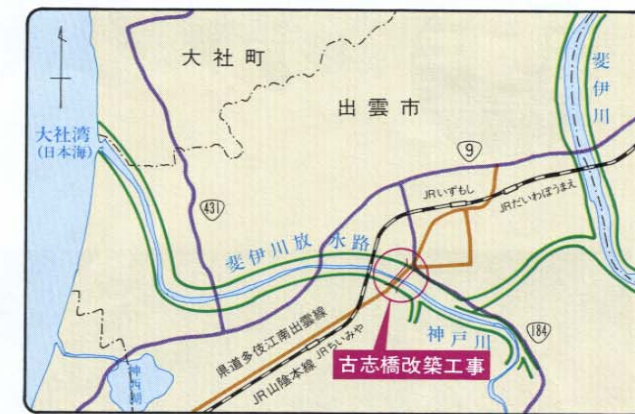 大社町
出雲市
斐伊川
大社湾
(日本海)
9
JRいずもし
JRだいわぼうまえ
431
斐伊川放水路
県道多伎江南出雲線
JR山陰本線
JRちいみや
神戸川
184
古志橋改築工事
神西湖